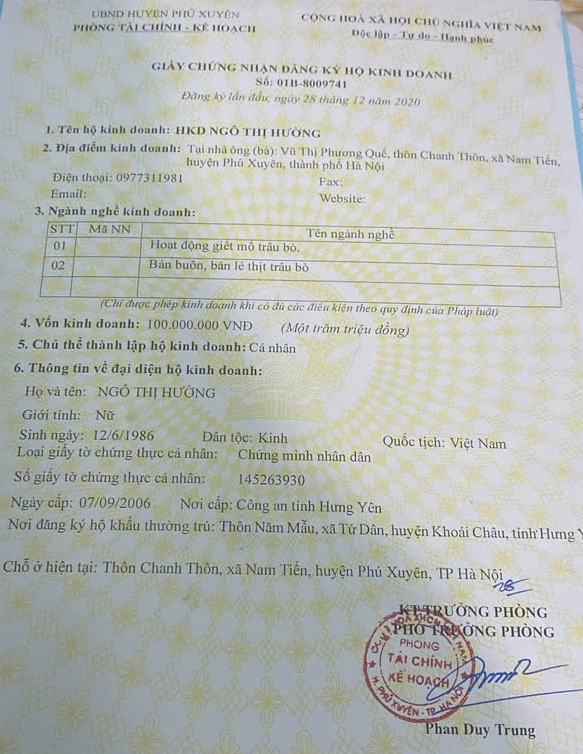 UBND HUYỆN PHÚ XUYÊN
PHÒNG TÀI CHÍNH - KẾ HOẠCH
CỘNG HOÀ XÃ HỘI CHỦ NGHĨA VIỆT NAM
Độc lập - Tự do - Hạnh phúc
GIẤY CHỨNG NHẬN ĐĂNG KÝ HỘ KINH DOANH
Số: 01B-8009741
Đăng ký lần đầu, ngày 28 tháng 12 năm 2020
1. Tên hộ kinh doanh: HKD NGÔ THỊ HƯỜNG
2. Địa điểm kinh doanh: Tại nhà ông (bà): Vũ Thị Phương Quế, thôn Chanh Thôn, xã Nam Tiến,
huyện Phú Xuyên, thành phố Hà Nội
Điện thoại: 0977311981 Fax:
Email: Website:
3. Ngành nghề kinh doanh:
STT Mã NN Tên ngành nghề
01 Hoạt động giết mổ trâu bò.
02 Bán buôn, bán lẻ thịt trâu bò
(Chỉ được phép kinh doanh khi có đủ các điều kiện theo quy định của Pháp luật)
4. Vốn kinh doanh: 100.000.000 VNĐ (Một trăm triệu đồng)
5. Chủ thể thành lập hộ kinh doanh: Cá nhân
6. Thông tin về đại diện hộ kinh doanh:
Họ và tên: NGÔ THỊ HƯỜNG
Giới tính: Nữ
Sinh ngày: 12/6/1986 Dân tộc: Kinh Quốc tịch: Việt Nam
Loại giấy tờ chứng thực cá nhân: Chứng minh nhân dân
Số giấy tờ chứng thực cá nhân: 145263930
Ngày cấp: 07/09/2006 Nơi cấp: Công an tỉnh Hưng Yên
Nơi đăng ký hộ khẩu thường trú: Thôn Năm Mẫu, xã Tứ Dân, huyện Khoái Châu, tỉnh Hưng Y
Chỗ ở hiện tại: Thôn Chanh Thôn, xã Nam Tiến, huyện Phú Xuyên, TP Hà Nội
KT.TRƯỞNG PHÒNG
PHÓ TRƯỞNG PHÒNG
PHÒNG
TÀI CHÍNH
KẾ HOẠCH
H. PHÚ XUYÊN - TP. HÀ NỘI
Phan Duy Trung